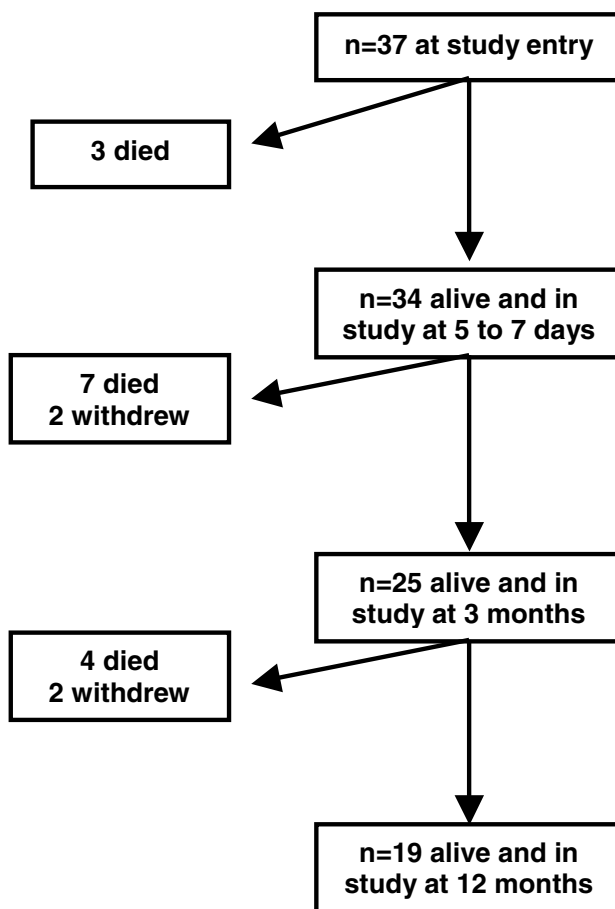 n=37 at study entry
3 died
n=34 alive and in
study at 5 to 7 days
7 died
2 withdrew
n=25 alive and in
study at 3 months
4 died
2 withdrew
n=19 alive and in
study at 12 months